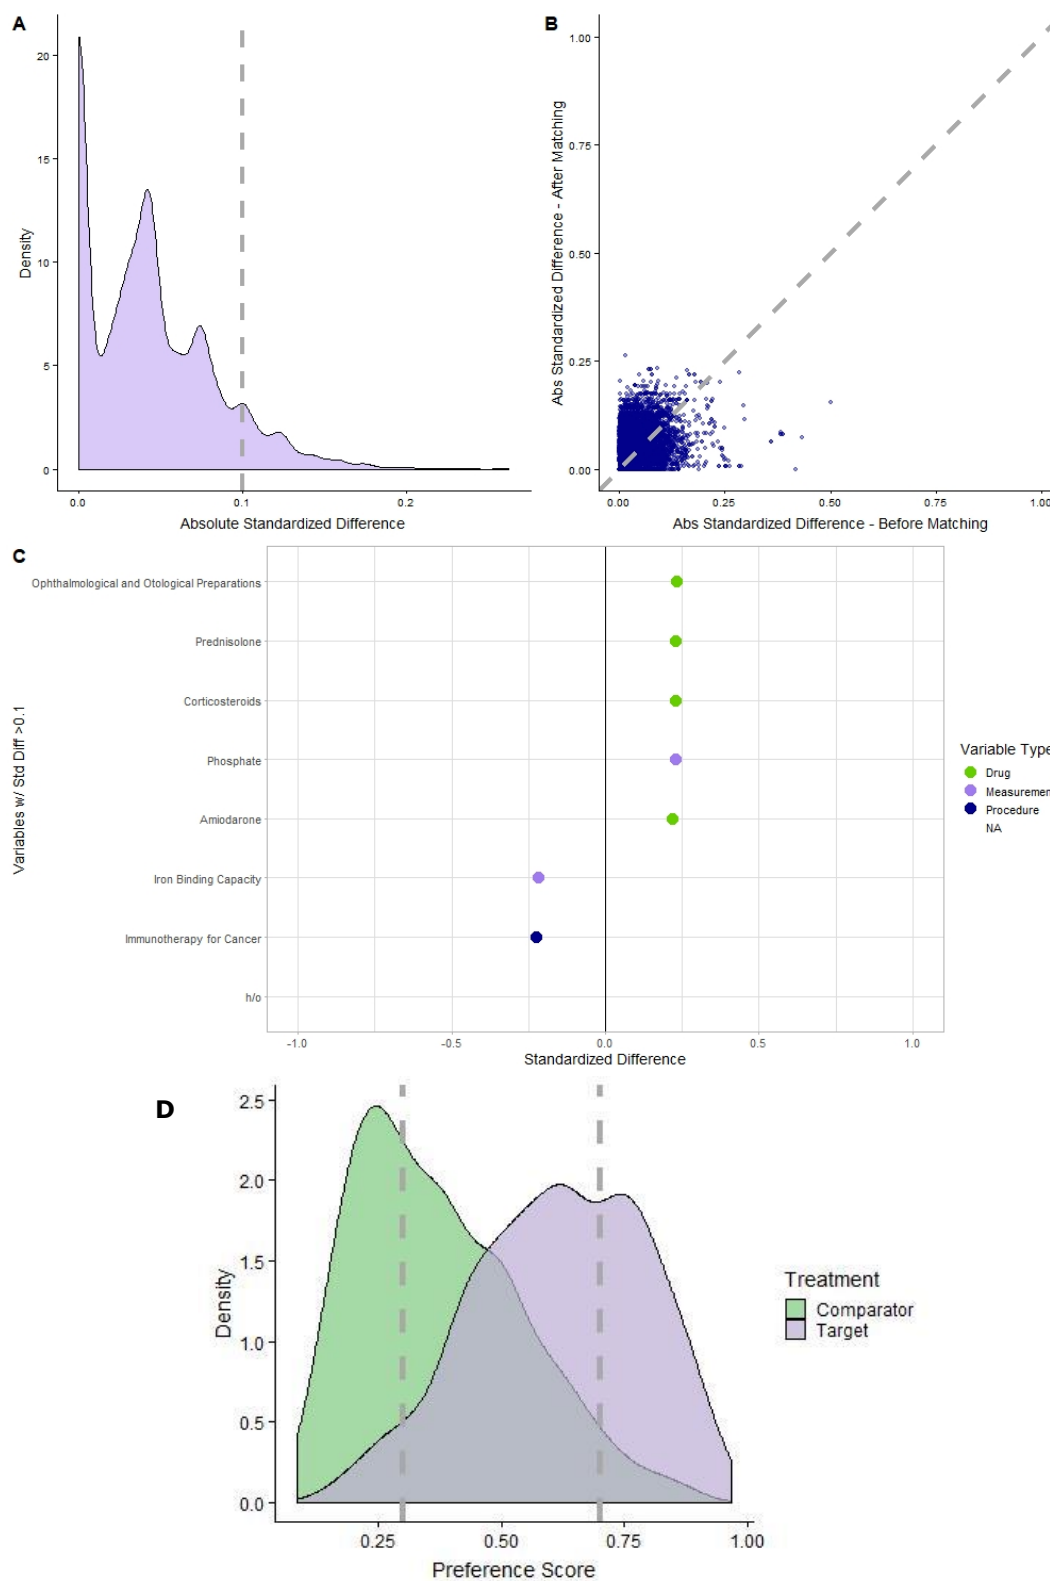 A
20
15
10
5
0
Density
0.0
0.1
0.2
Absolute Standardized Difference
B
1.00
0.75
0.50
0.25
0.00
Abs Standardized Difference - After Matching
0.00
0.25
0.50
0.75
1.00
Abs Standardized Difference - Before Matching
C
Variables w/ Std Diff >0.1
Ophthalmological and Otological Preparations
Prednisolone
Corticosteroids
Phosphate
Amiodarone
Iron Binding Capacity
Immunotherapy for Cancer
h/o
-1.0
-0.5
0.0
0.5
1.0
Standardized Difference
Variable Type
Drug
Measuremen
Procedure
NA
D
2.5
2.0
1.5
1.0
0.5
0.0
Density
0.25
0.50
0.75
1.00
Preference Score
Treatment
Comparator
Target